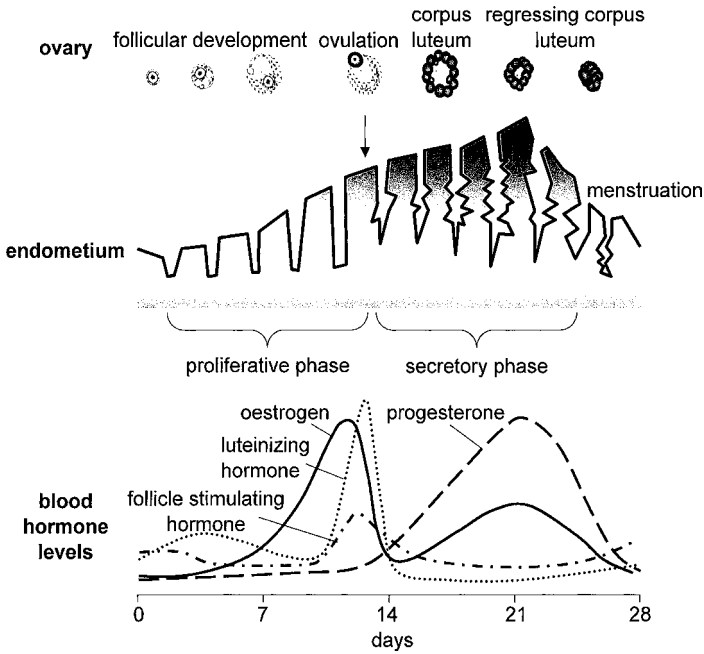 ovary
follicular development
ovulation
corpus
luteum
regressing corpus
luteum
menstruation
endometium
proliferative phase
secretory phase
oestrogen
progesterone
luteinizing
hormone
follicle stimulating
hormone
blood
hormone
levels
0 7 14 21 28
days